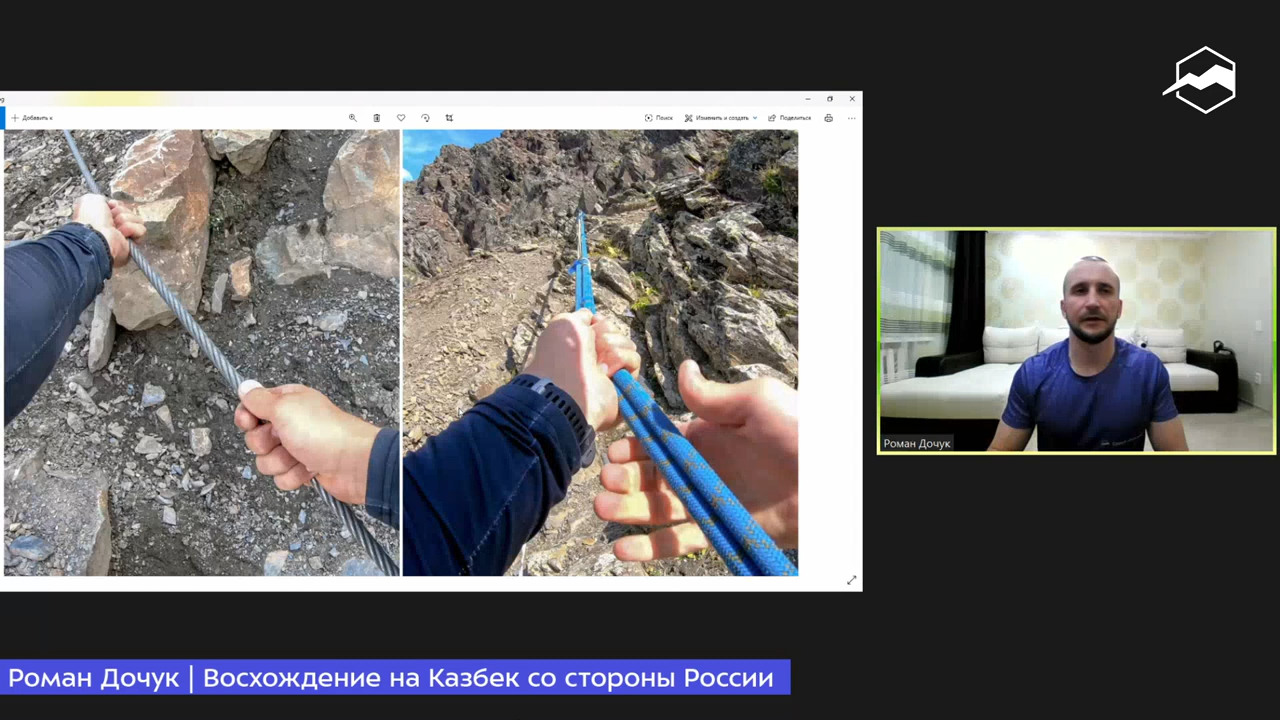 Добавить к
Поиск
Изменить и создать
Поделиться
Роман Дочук
Роман Дочук | Восхождение на Казбек со стороны России